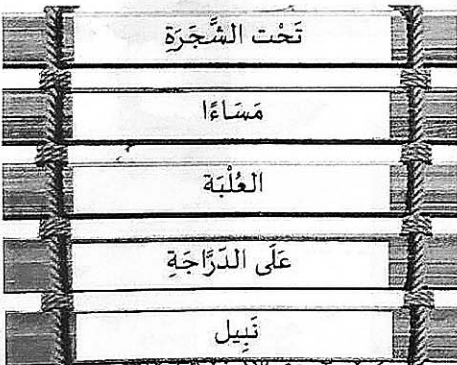 تَحْت الشَّجَرَةِ
مَسَاءًا
العُلْبَة
عَلَى الدَرَّاجَةِ
نَبِيل